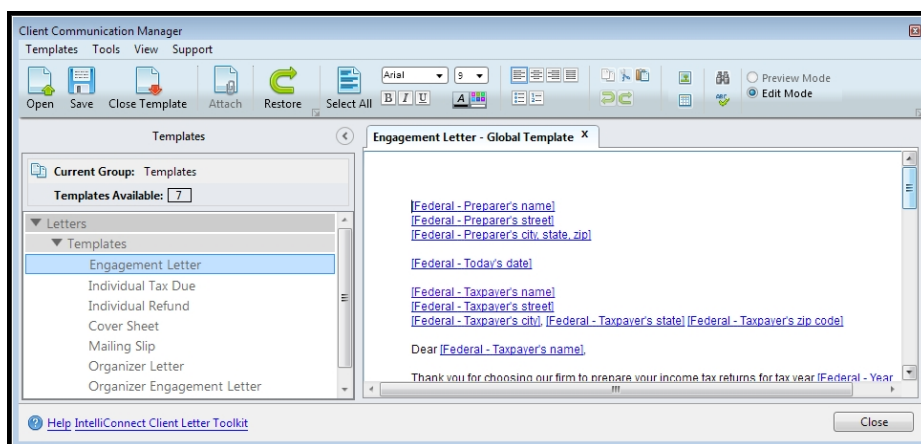 Client Communication Manager
Templates Tools View Support
Arial 9
B I U A
Preview Mode
Edit Mode
Open Save Close Template Attach Restore Select All
Templates
Engagement Letter - Global Template X
Current Group: Templates
Templates Available: 7
Letters
Templates
Engagement Letter
Individual Tax Due
Individual Refund
Cover Sheet
Mailing Slip
Organizer Letter
Organizer Engagement Letter
[Federal - Preparer's name]
[Federal - Preparer's street]
[Federal - Preparer's city, state, zip]
[Federal - Today's date]
[Federal - Taxpayer's name]
[Federal - Taxpayer's street]
[Federal - Taxpayer's city], [Federal - Taxpayer's state] [Federal - Taxpayer's zip code]
Dear [Federal - Taxpayer's name],
Thank you for choosing our firm to prepare your income tax returns for tax year [Federal - Year
Help IntelliConnect Client Letter Toolkit
Close